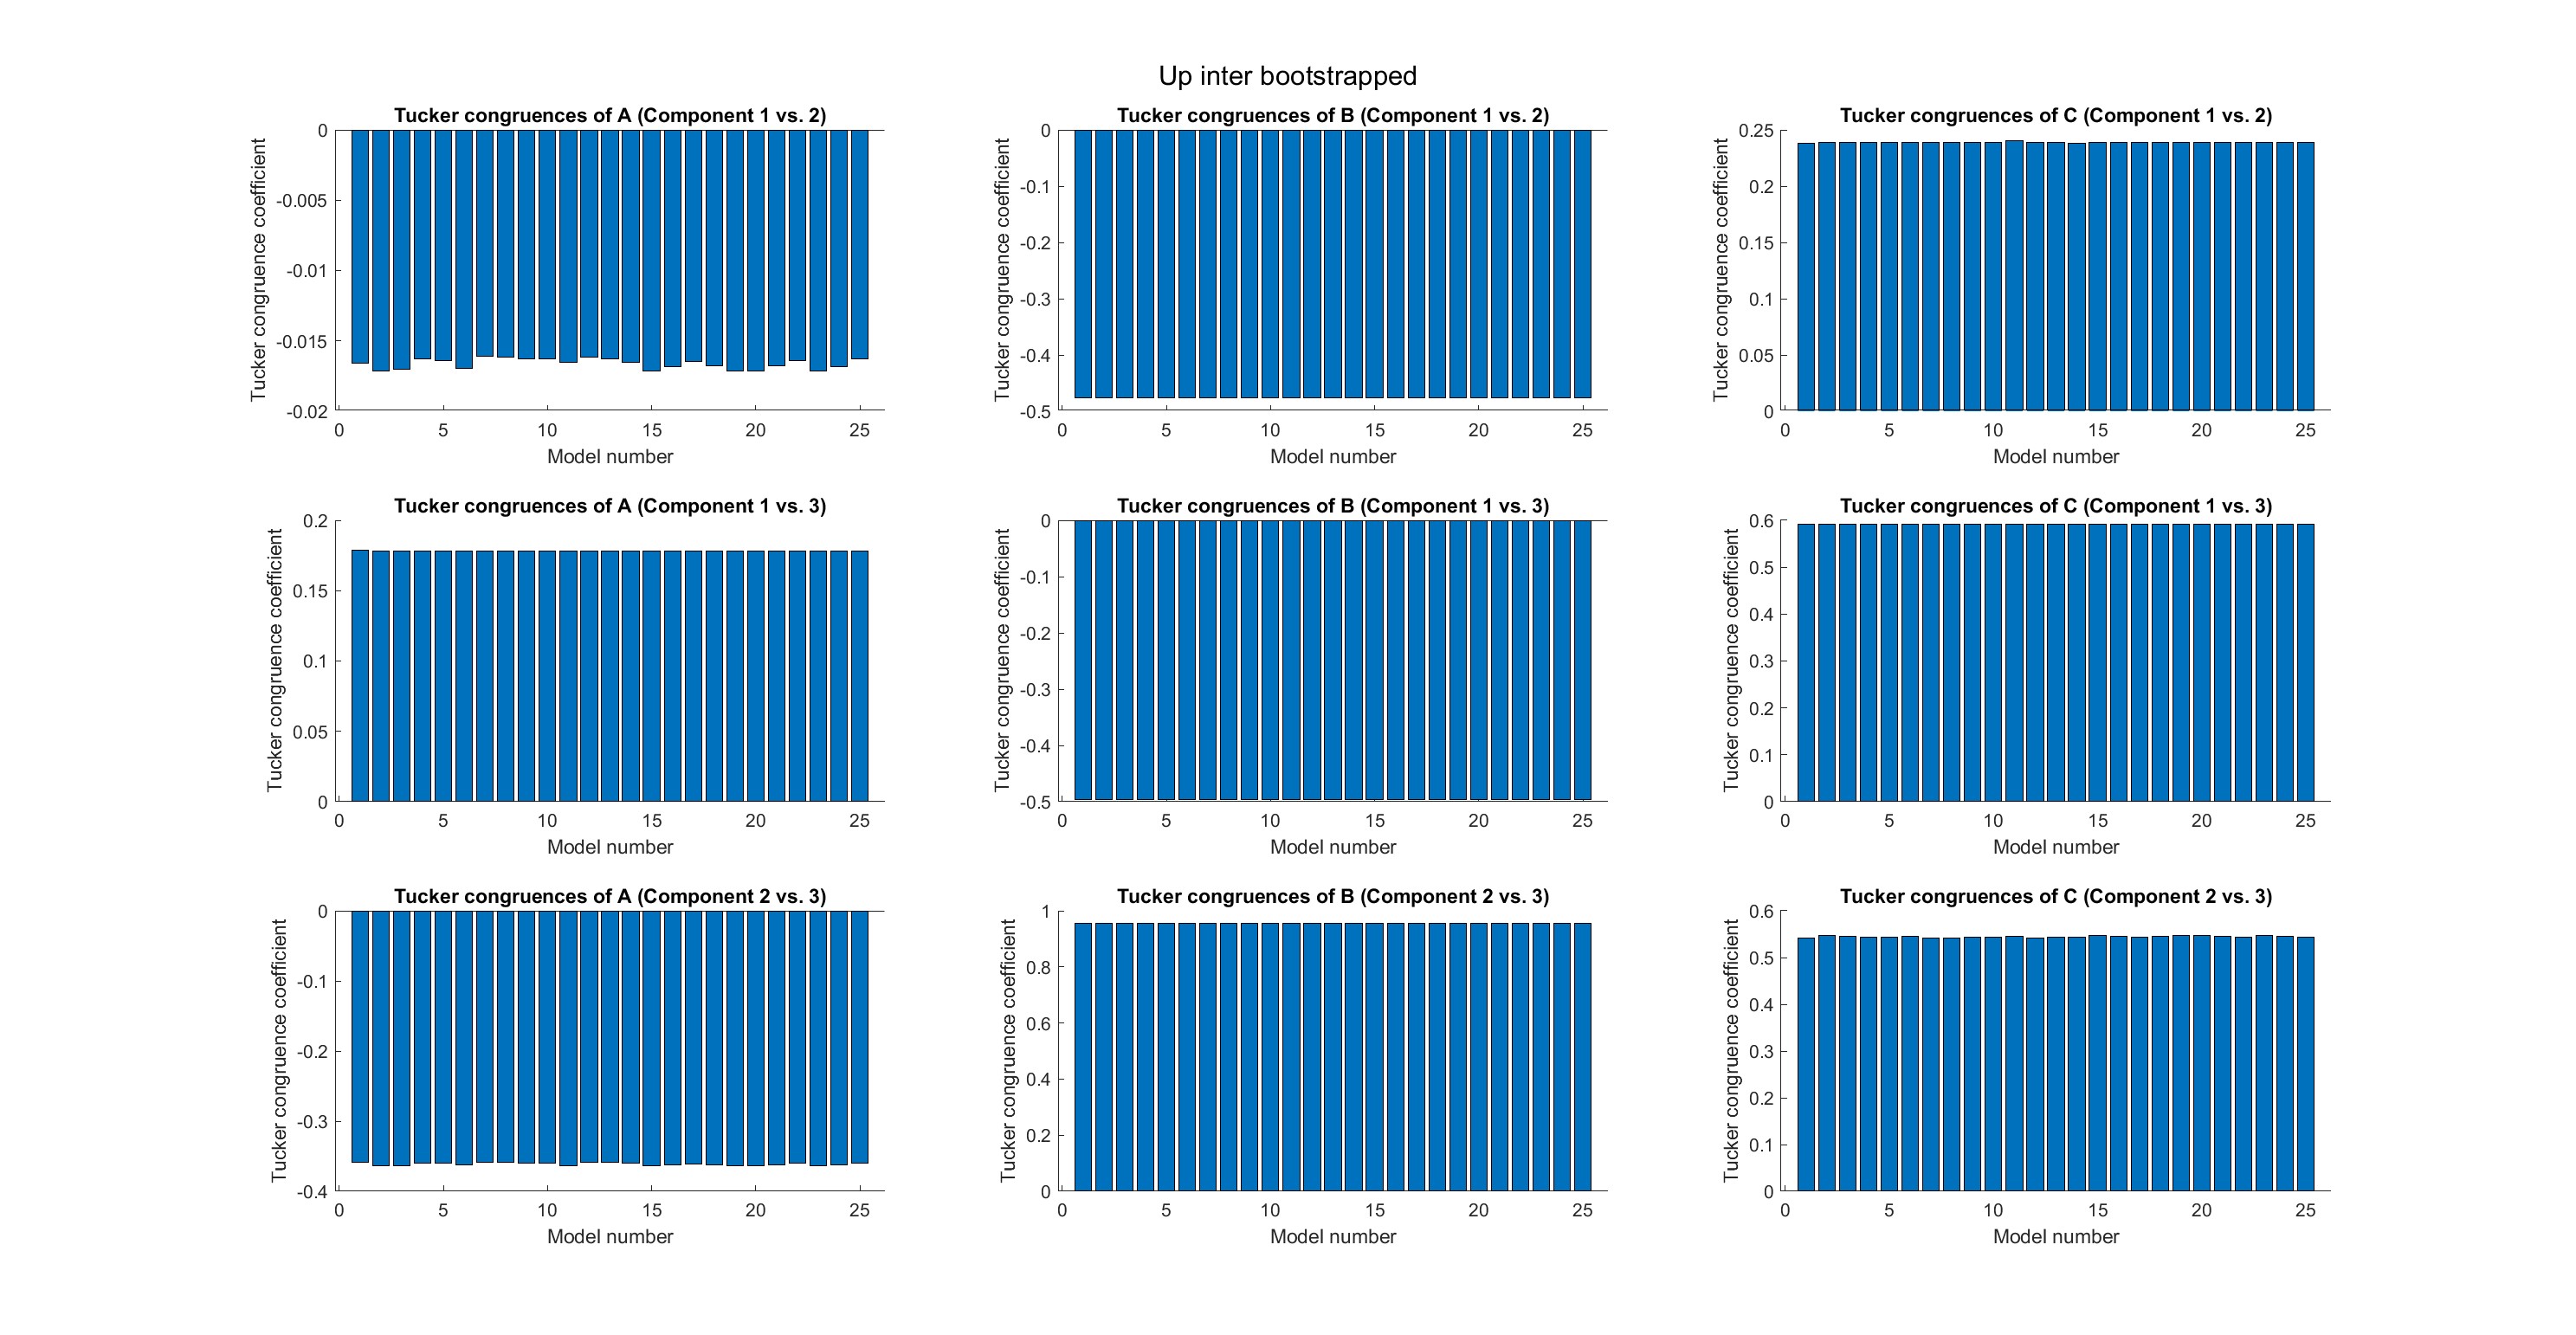 Up inter bootstrapped
Tucker congruences of A (Component 1 vs. 2)
Tucker congruence coefficient
0
-0.005
-0.01
-0.015
-0.02
0 5 10 15 20 25
Model number
Tucker congruences of B (Component 1 vs. 2)
Tucker congruence coefficient
0
-0.1
-0.2
-0.3
-0.4
-0.5
0 5 10 15 20 25
Model number
Tucker congruences of C (Component 1 vs. 2)
Tucker congruence coefficient
0.25
0.2
0.15
0.1
0.05
0
0 5 10 15 20 25
Model number
Tucker congruences of A (Component 1 vs. 3)
Tucker congruence coefficient
0.2
0.15
0.1
0.05
0
0 5 10 15 20 25
Model number
Tucker congruences of B (Component 1 vs. 3)
Tucker congruence coefficient
0
-0.1
-0.2
-0.3
-0.4
-0.5
0 5 10 15 20 25
Model number
Tucker congruences of C (Component 1 vs. 3)
Tucker congruence coefficient
0.6
0.5
0.4
0.3
0.2
0.1
0
0 5 10 15 20 25
Model number
Tucker congruences of A (Component 2 vs. 3)
Tucker congruence coefficient
0
-0.1
-0.2
-0.3
-0.4
0 5 10 15 20 25
Model number
Tucker congruences of B (Component 2 vs. 3)
Tucker congruence coefficient
1
0.8
0.6
0.4
0.2
0
0 5 10 15 20 25
Model number
Tucker congruences of C (Component 2 vs. 3)
Tucker congruence coefficient
0.6
0.5
0.4
0.3
0.2
0.1
0
0 5 10 15 20 25
Model number